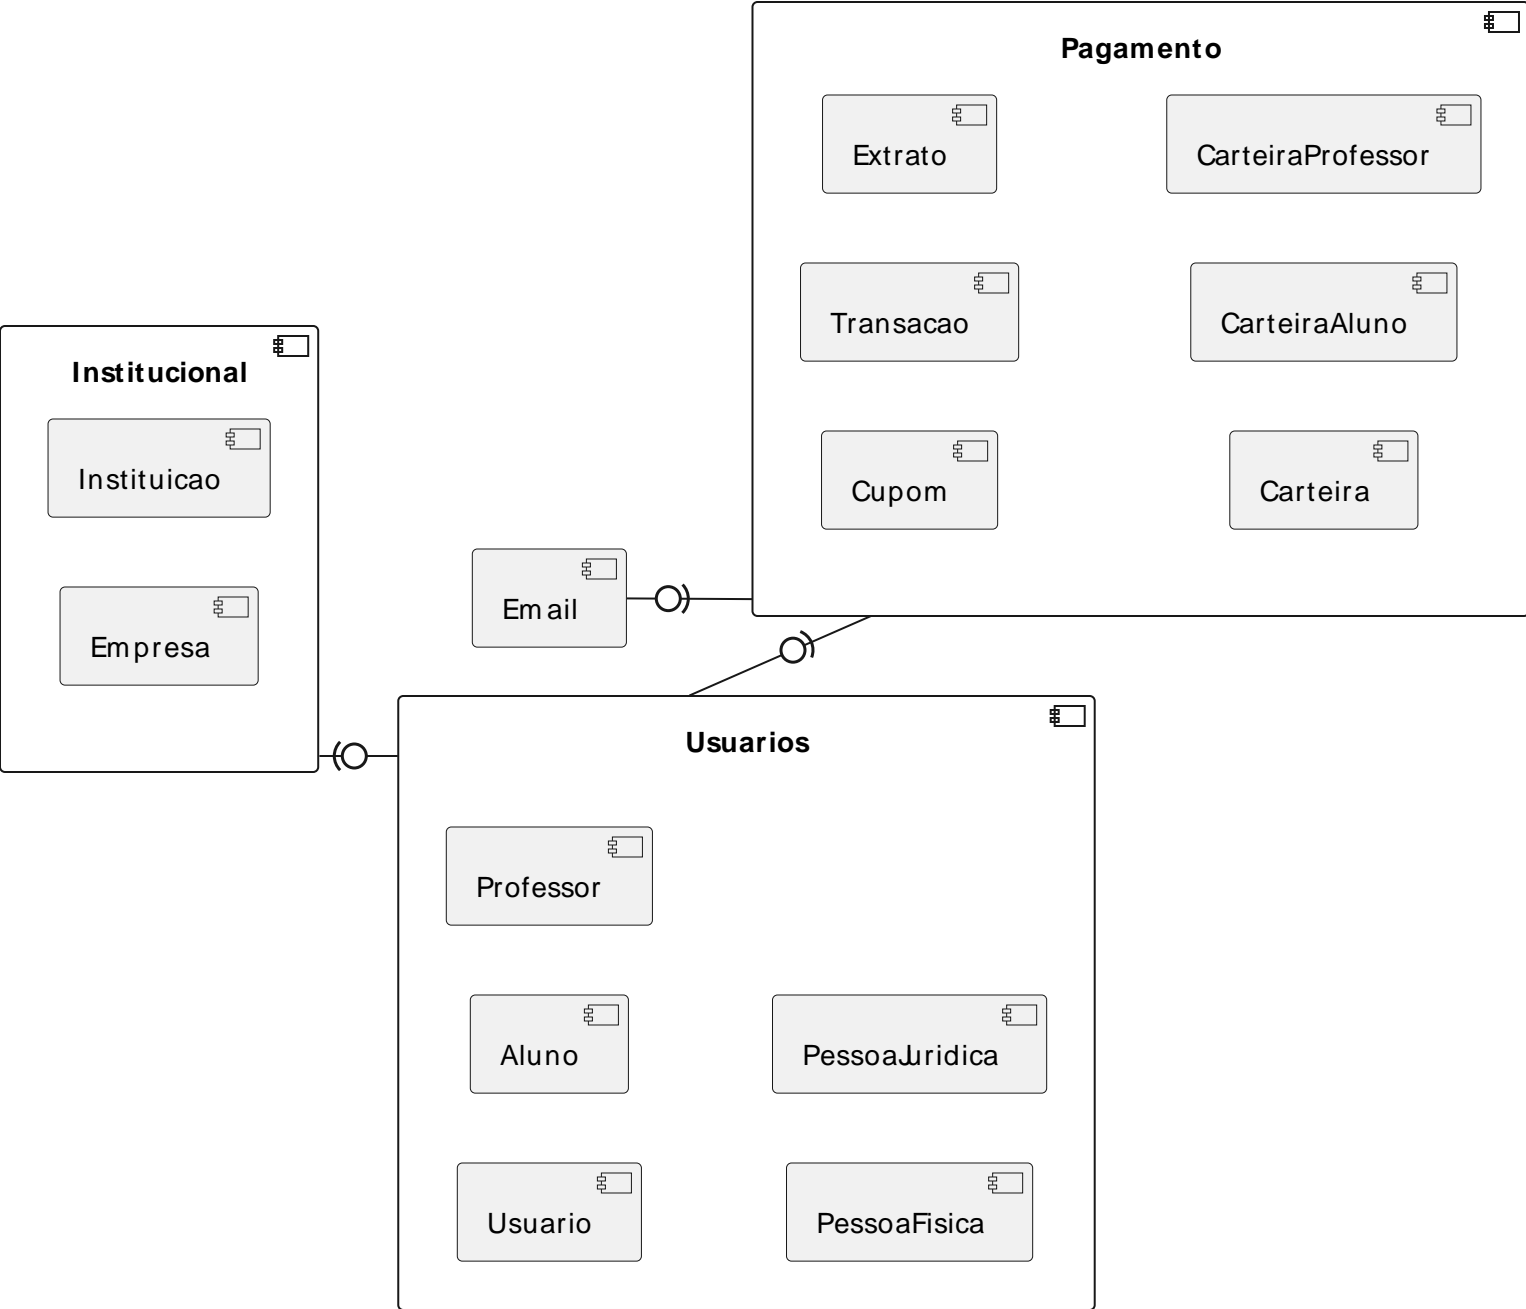 Pagamento
Extrato
CarteiraProfessor
Transacao
CarteiraAluno
Cupom
Carteira
Institucional
Instituicao
Empresa
Email
Usuarios
Professor
Aluno
PessoaJuridica
Usuario
PessoaFisica